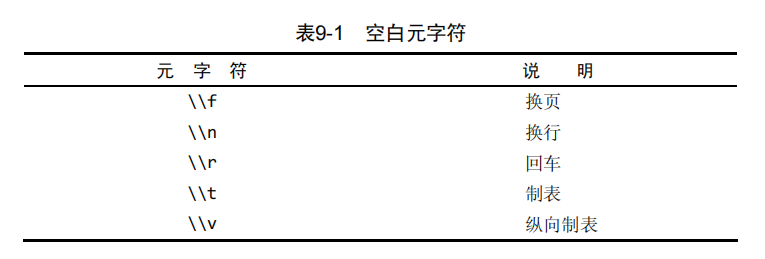 表9-1 空白元字符
元 字 符 说 明
\\f 换页
\\n 换行
\\r 回车
\\t 制表
\\v 纵向制表